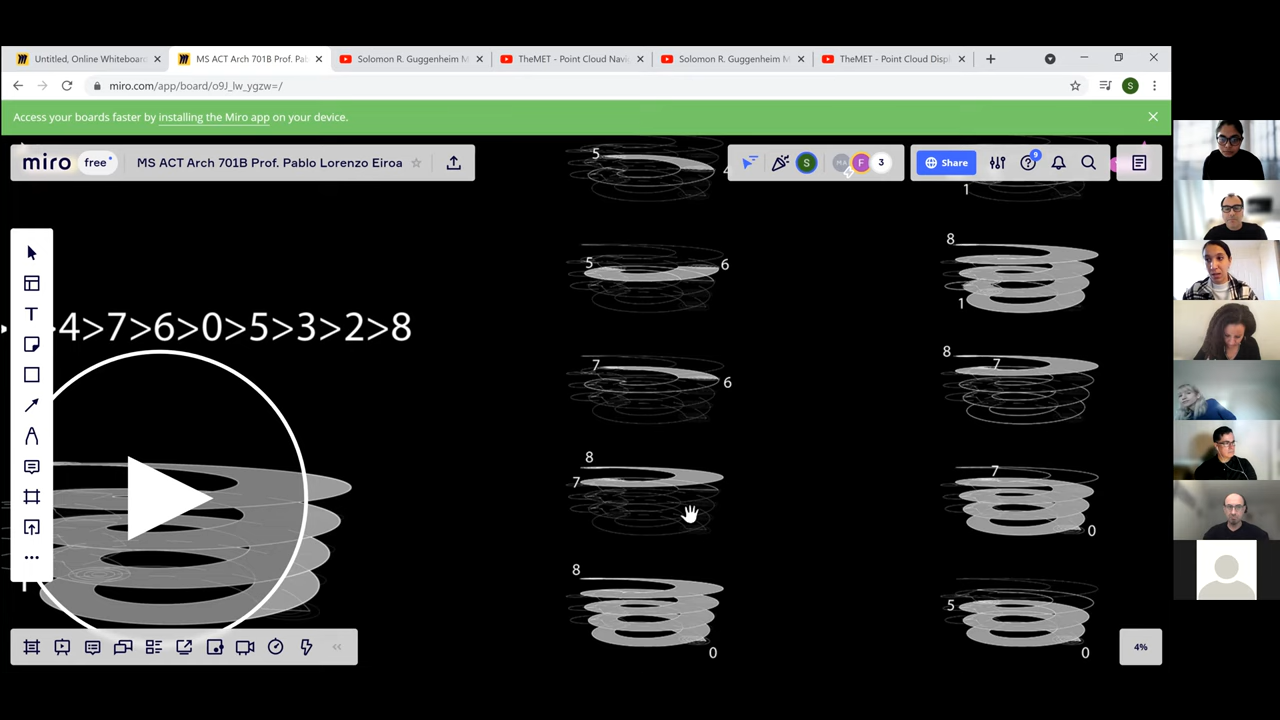 Untitled, Online Whiteboard
MS ACT Arch 701B Prof. Pa
Solomon R. Guggenheim M
TheMET - Point Cloud Navi
Solomon R. Guggenheim M
TheMET - Point Cloud Disp
miro.com/app/board/o9J_lw_ygzw=/
S
Access your boards faster by installing the Miro app on your device.
miro
free
MS ACT Arch 701B Prof. Pablo Lorenzo Eiroa
S
MA
F
3
Share
9
5
4
1
5
6
8
1
4>7>6>0>5>3>2>8
7
6
8
7
8
7
7
0
8
0
5
0
4%